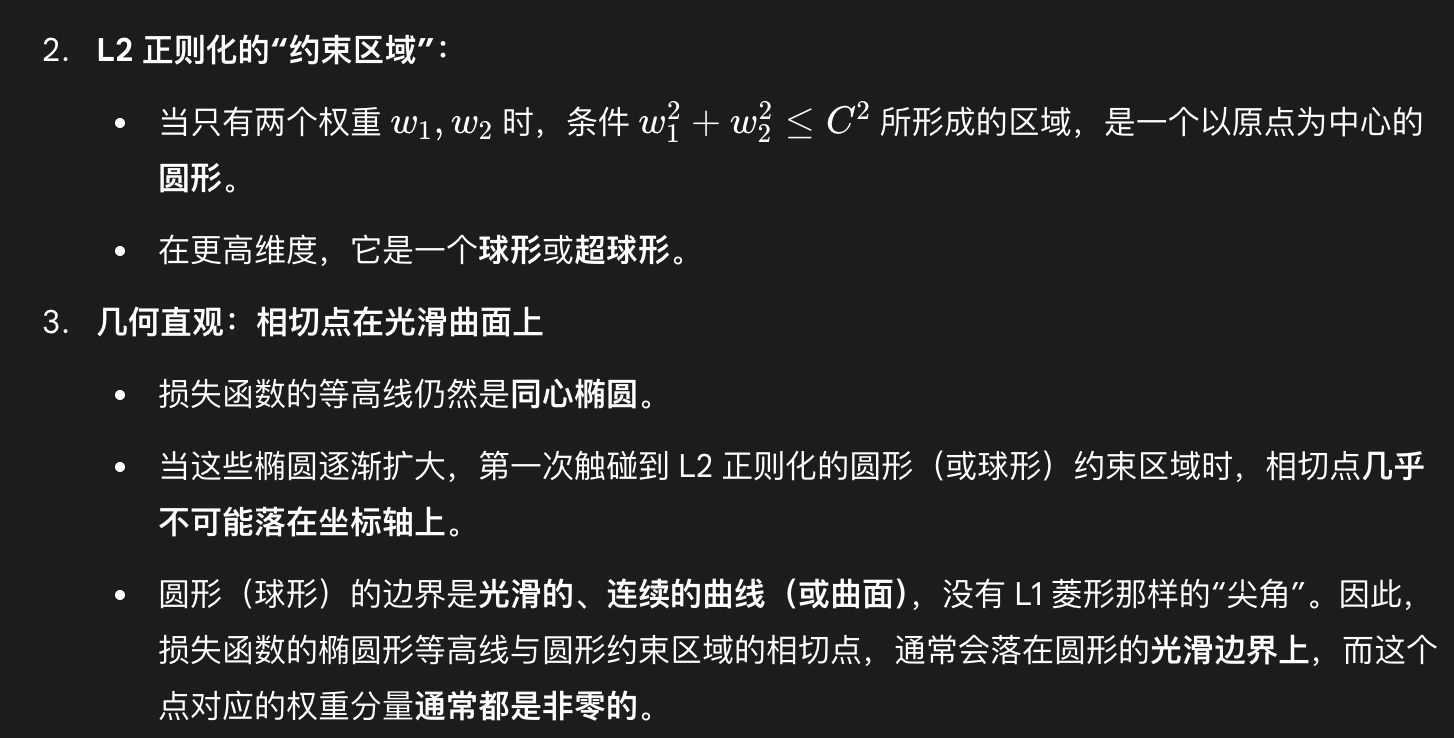 2. L2 正则化的“约束区域”：
• 当只有两个权重 w₁, w₂ 时，条件 w₁² + w₂² ≤ C² 所形成的区域，是一个以原点为中心的
圆形。
• 在更高维度，它是一个球形或超球形。
3. 几何直观：相切点在光滑曲面上
• 损失函数的等高线仍然是同心椭圆。
• 当这些椭圆逐渐扩大，第一次触碰到 L2 正则化的圆形（或球形）约束区域时，相切点几乎
不可能落在坐标轴上。
• 圆形（球形）的边界是光滑的、连续的曲线（或曲面），没有 L1 菱形那样的“尖角”。因此，
损失函数的椭圆形等高线与圆形约束区域的相切点，通常会落在圆形的光滑边界上，而这个
点对应的权重分量通常都是非零的。